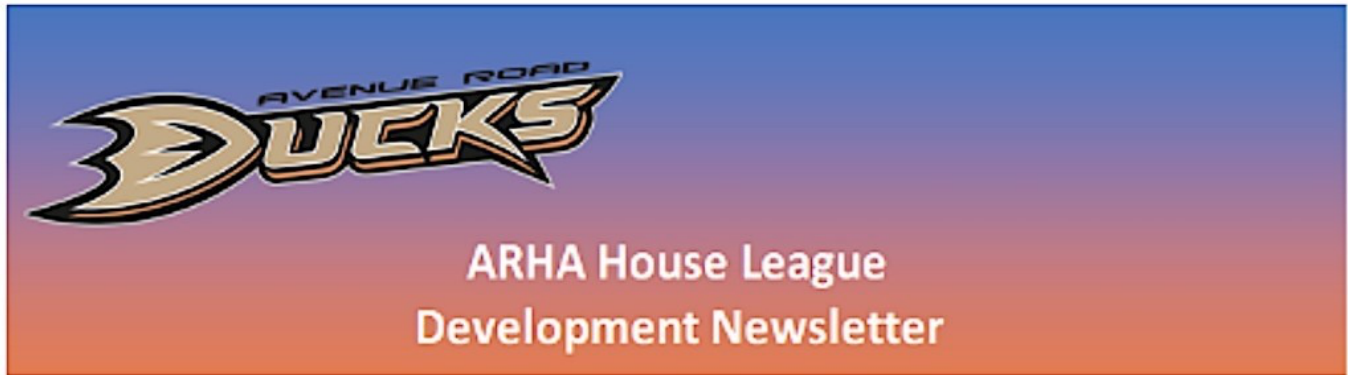 AVENUE ROAD
DUCKS
ARHA House League
Development Newsletter